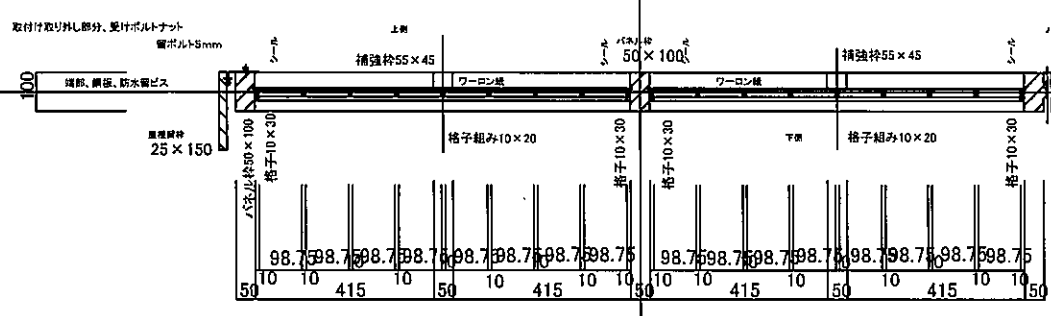 取付け取り外し部分、受けボルトナット
留ボルト8mm
シール
上側
シール
パネル枠
50×100
シール
シール
補強枠55×45
補強枠55×45
100
端部、鋼板、防水留ビス
ワーロン紙
ワーロン紙
25×150
パネル枠50×100
格子10×30
格子組み10×20
格子10×30
格子10×30
下側
格子組み10×20
格子10×30
98.75 98.75 98.75 98.75 98.75 98.75 98.75 98.75
98.75 98.75 98.75 98.75 98.75 98.75 98.75 98.75
10 10 10 10 10 10 10 10 10 10 10 10
50 415 50 415 50 415 50 415 50